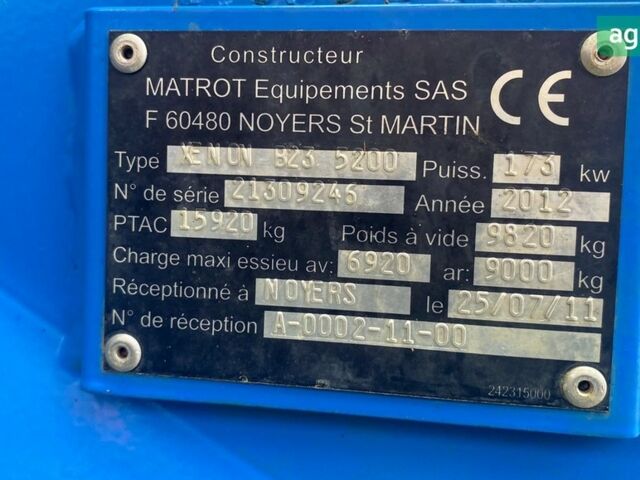 ag
Constructeur
MATROT Equipements SAS CE
F 60480 NOYERS St MARTIN
Type XENON B23 5200 Puiss. 173 kw
N° de série 21309246 Année 2012
PTAC 15920 kg Poids à vide 9820 kg
Charge maxi essieu av: 6920 ar: 9000 kg
Réceptionné à NOYERS le 25/07/11
N° de réception A-0002-11-00
242315000